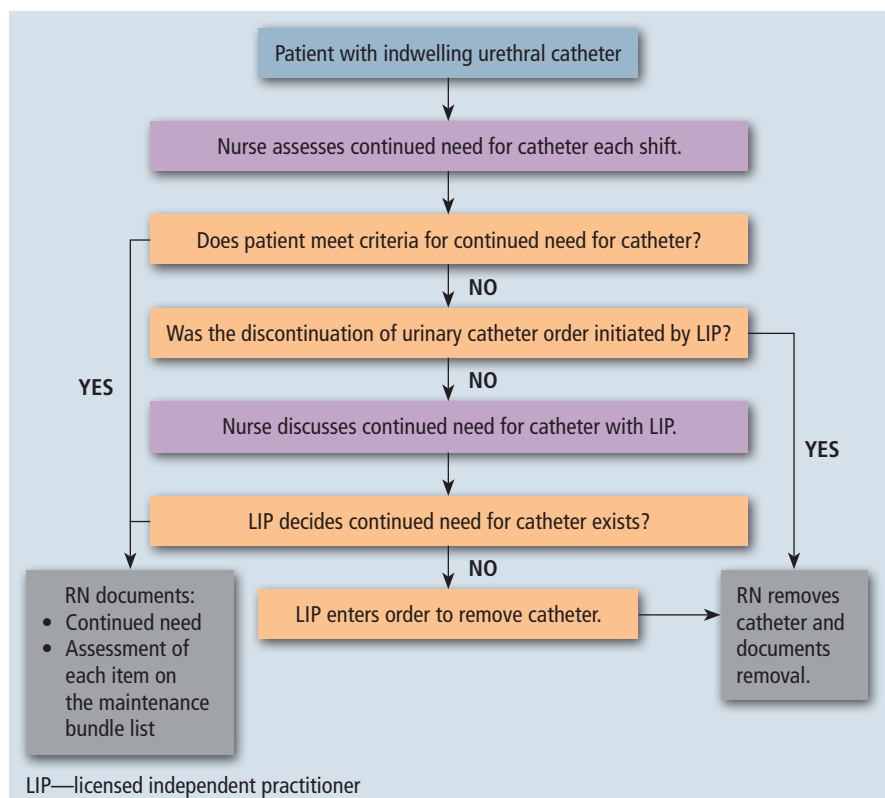 Patient with indwelling urethral catheter
Nurse assesses continued need for catheter each shift.
Does patient meet criteria for continued need for catheter?
NO
Was the discontinuation of urinary catheter order initiated by LIP?
YES
NO
Nurse discusses continued need for catheter with LIP.
YES
LIP decides continued need for catheter exists?
NO
RN documents:
• Continued need
• Assessment of
each item on
the maintenance
bundle list
LIP enters order to remove catheter.
RN removes
catheter and
documents
removal.
LIP—licensed independent practitioner